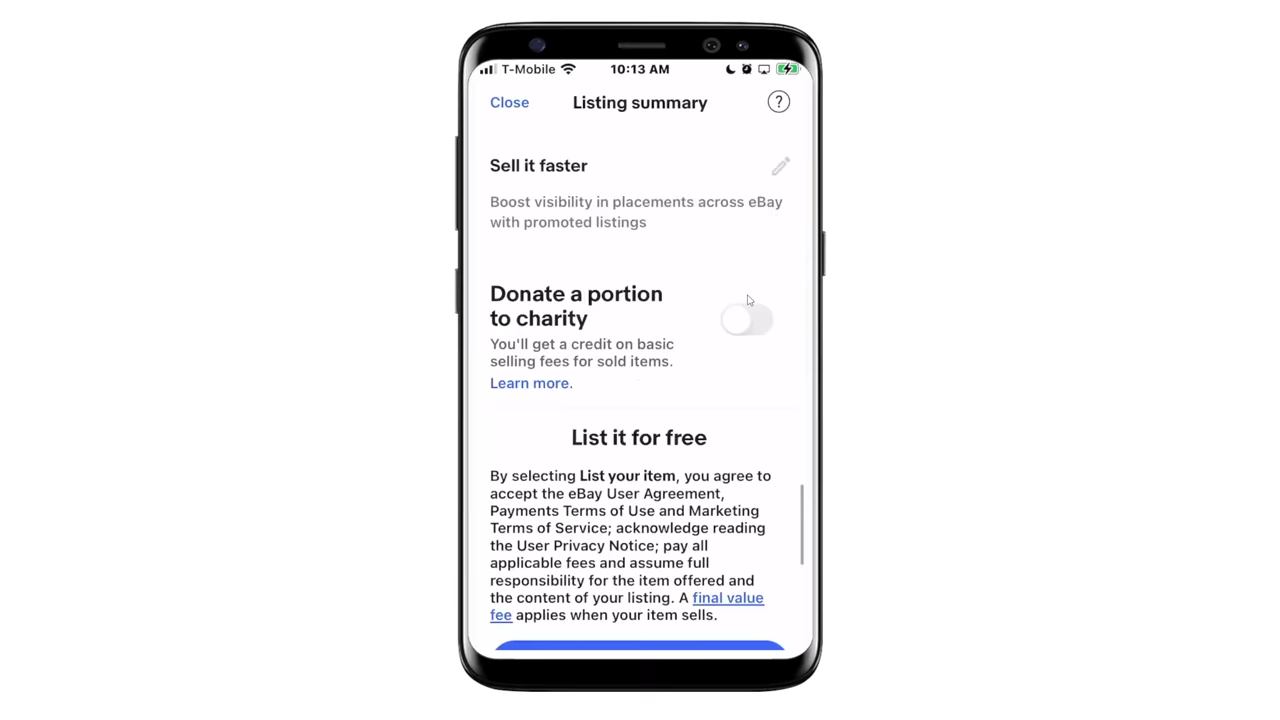 T-Mobile 10:13 AM
Close Listing summary ?
Sell it faster
Boost visibility in placements across eBay
with promoted listings
Donate a portion
to charity
You'll get a credit on basic
selling fees for sold items.
Learn more.
List it for free
By selecting List your item, you agree to
accept the eBay User Agreement,
Payments Terms of Use and Marketing
Terms of Service; acknowledge reading
the User Privacy Notice; pay all
applicable fees and assume full
responsibility for the item offered and
the content of your listing. A final value
fee applies when your item sells.